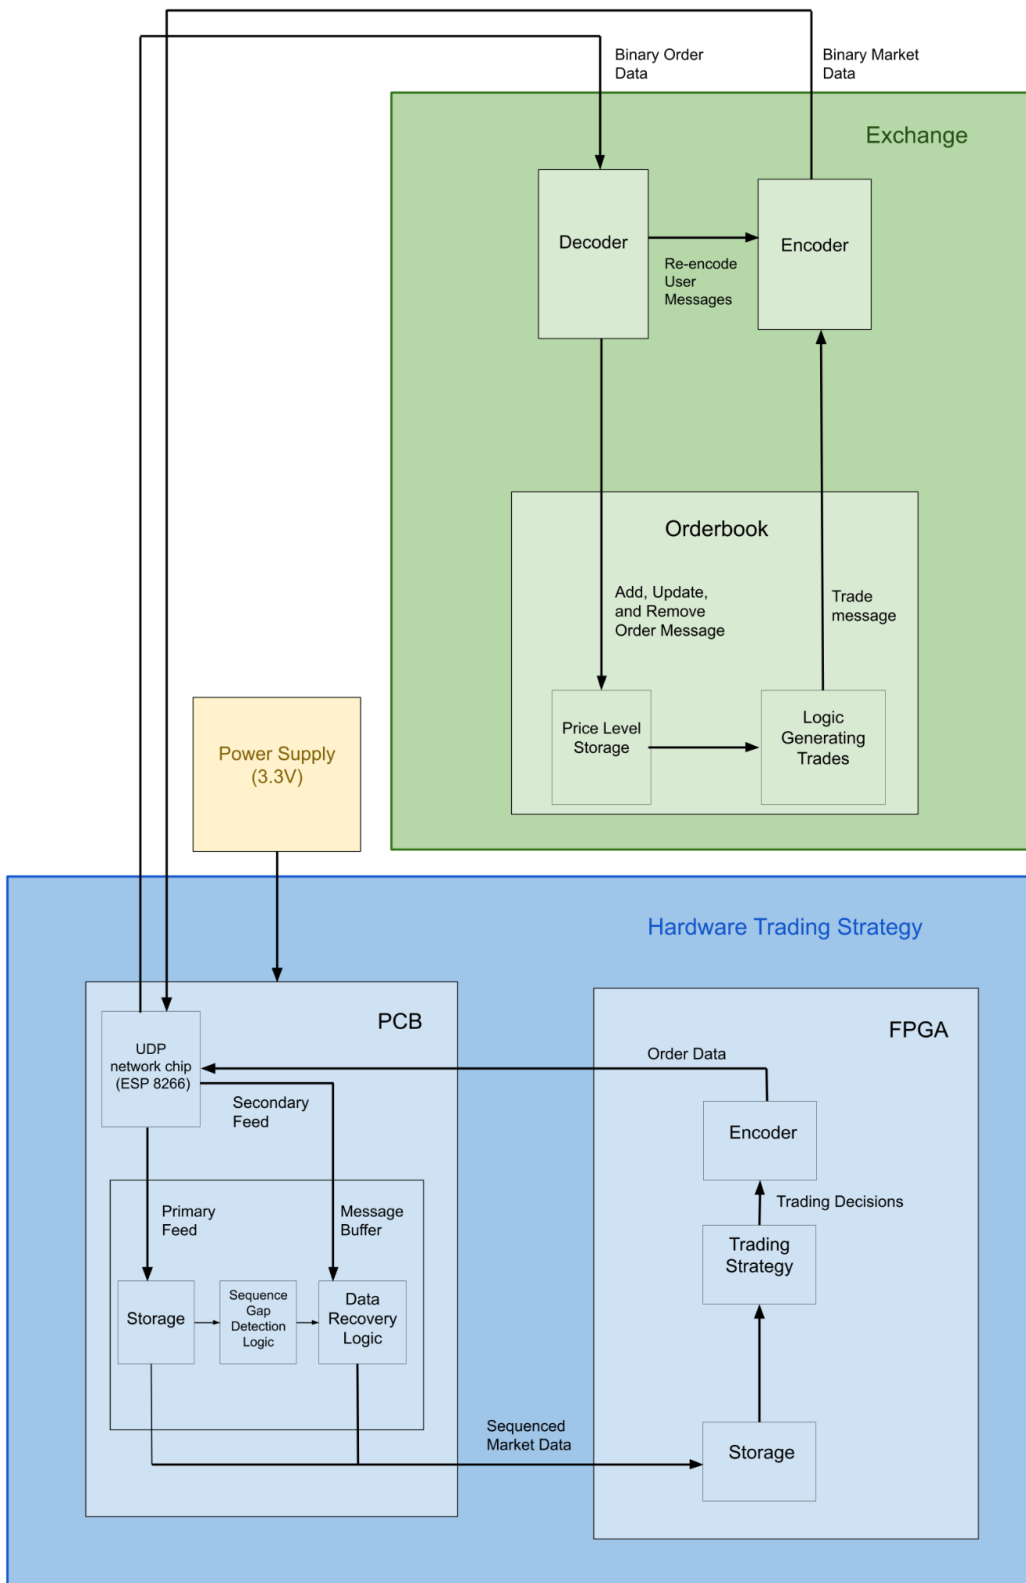 Binary Order
Data
Binary Market
Data
Exchange
Decoder
Encoder
Re-encode
User
Messages
Orderbook
Add, Update,
and Remove
Order Message
Trade
message
Price Level
Storage
Logic
Generating
Trades
Power Supply
(3.3V)
Hardware Trading Strategy
PCB
UDP
network chip
(ESP 8266)
Secondary
Feed
Primary
Feed
Message
Buffer
Storage
Sequence
Gap
Detection
Logic
Data
Recovery
Logic
Sequenced
Market Data
FPGA
Order Data
Encoder
Trading Decisions
Trading
Strategy
Storage